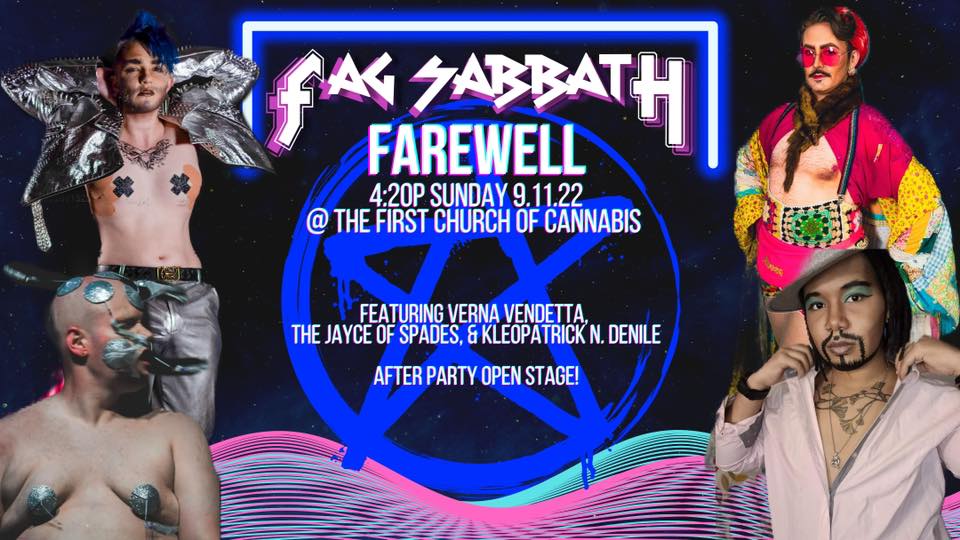 FAG SABBATH
FAREWELL
4:20P SUNDAY 9.11.22
@ THE FIRST CHURCH OF CANNABIS
FEATURING VERNA VENDETTA,
THE JAYCE OF SPADES, & KLEOPATRICK N. DENILE
AFTER PARTY OPEN STAGE!